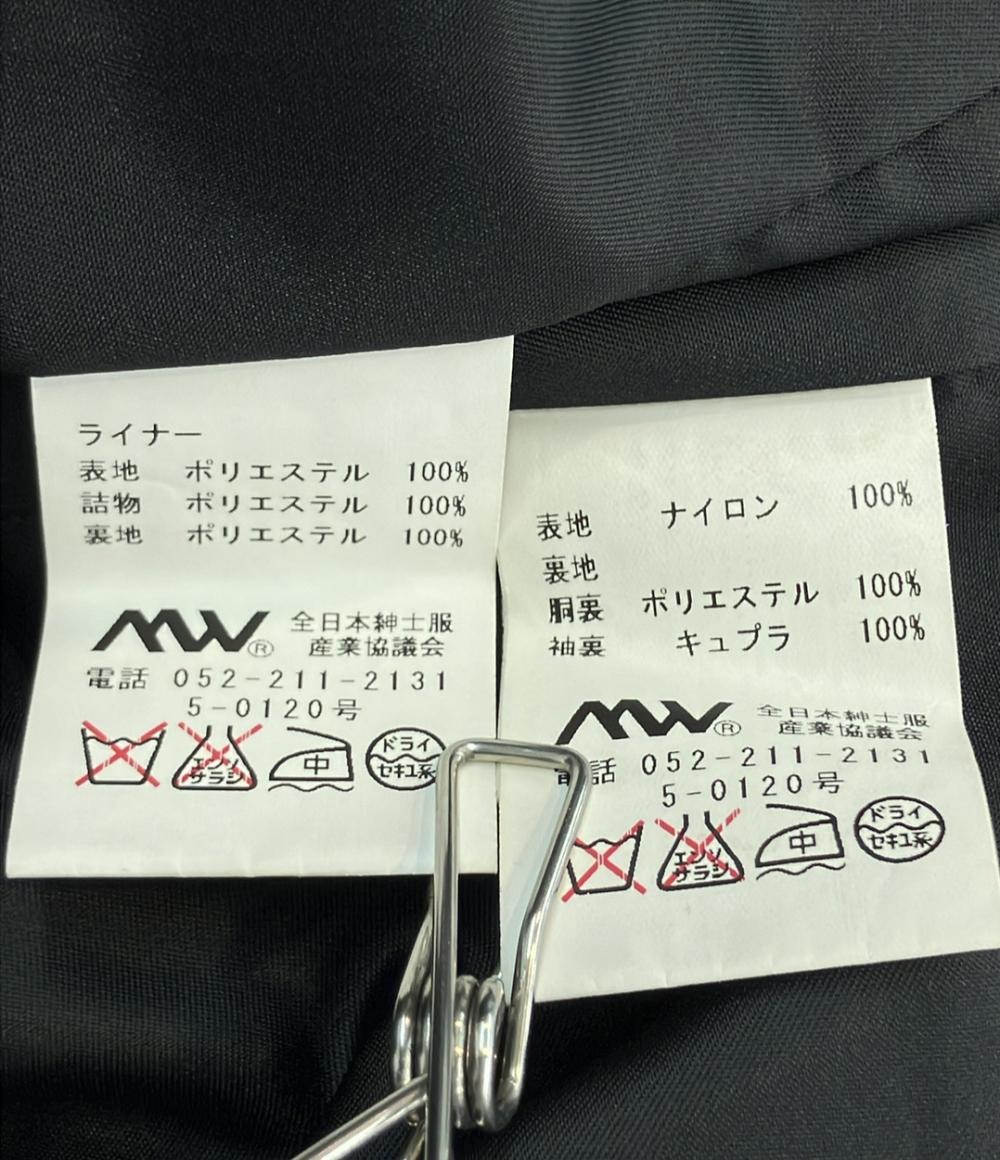 ライナー
表地 ポリエステル 100%
詰物 ポリエステル 100%
裏地 ポリエステル 100%
MW® 全日本紳士服
産業協議会
電話 052-211-2131
5-0120号
エンソ
サラシ
中
ドライ
セキユ系
表地 ナイロン 100%
裏地
胴裏 ポリエステル 100%
袖裏 キュプラ 100%
MW® 全日本紳士服
産業協議会
電話 052-211-2131
5-0120号
エンソ
サラシ
中
ドライ
セキユ系